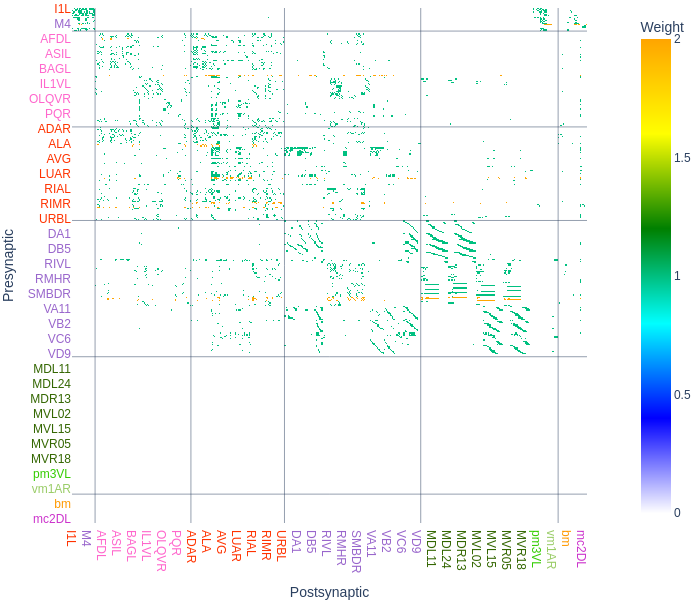 I1L
M4
AFDL
ASIL
BAGL
IL1VL
OLQVR
PQR
ADAR
ALA
AVG
LUAR
RIAL
RIMR
URBL
DA1
DB5
RIVL
RMHR
SMBDR
VA11
VB2
VC6
VD9
MDL11
MDL24
MDR13
MVL02
MVL15
MVR05
MVR18
pm3VL
vm1AR
bm
mc2DL
Presynaptic
I1L
M4
AFDL
ASIL
BAGL
IL1VL
OLQVR
PQR
ADAR
ALA
AVG
LUAR
RIAL
RIMR
URBL
DA1
DB5
RIVL
RMHR
SMBDR
VA11
VB2
VC6
VD9
MDL11
MDL24
MDR13
MVL02
MVL15
MVR05
MVR18
pm3VL
vm1AR
bm
mc2DL
Postsynaptic
Weight
2
1.5
1
0.5
0